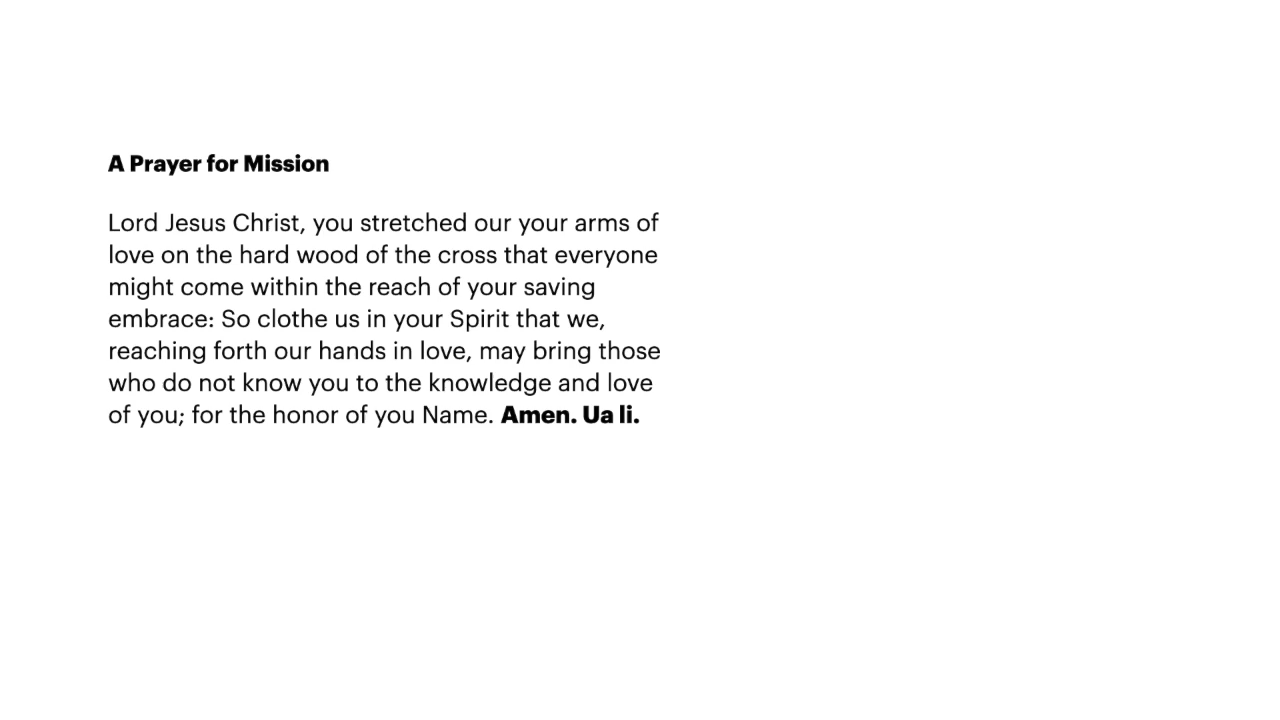 A Prayer for Mission
Lord Jesus Christ, you stretched our your arms of
love on the hard wood of the cross that everyone
might come within the reach of your saving
embrace: So clothe us in your Spirit that we,
reaching forth our hands in love, may bring those
who do not know you to the knowledge and love
of you; for the honor of you Name. Amen. Ua li.